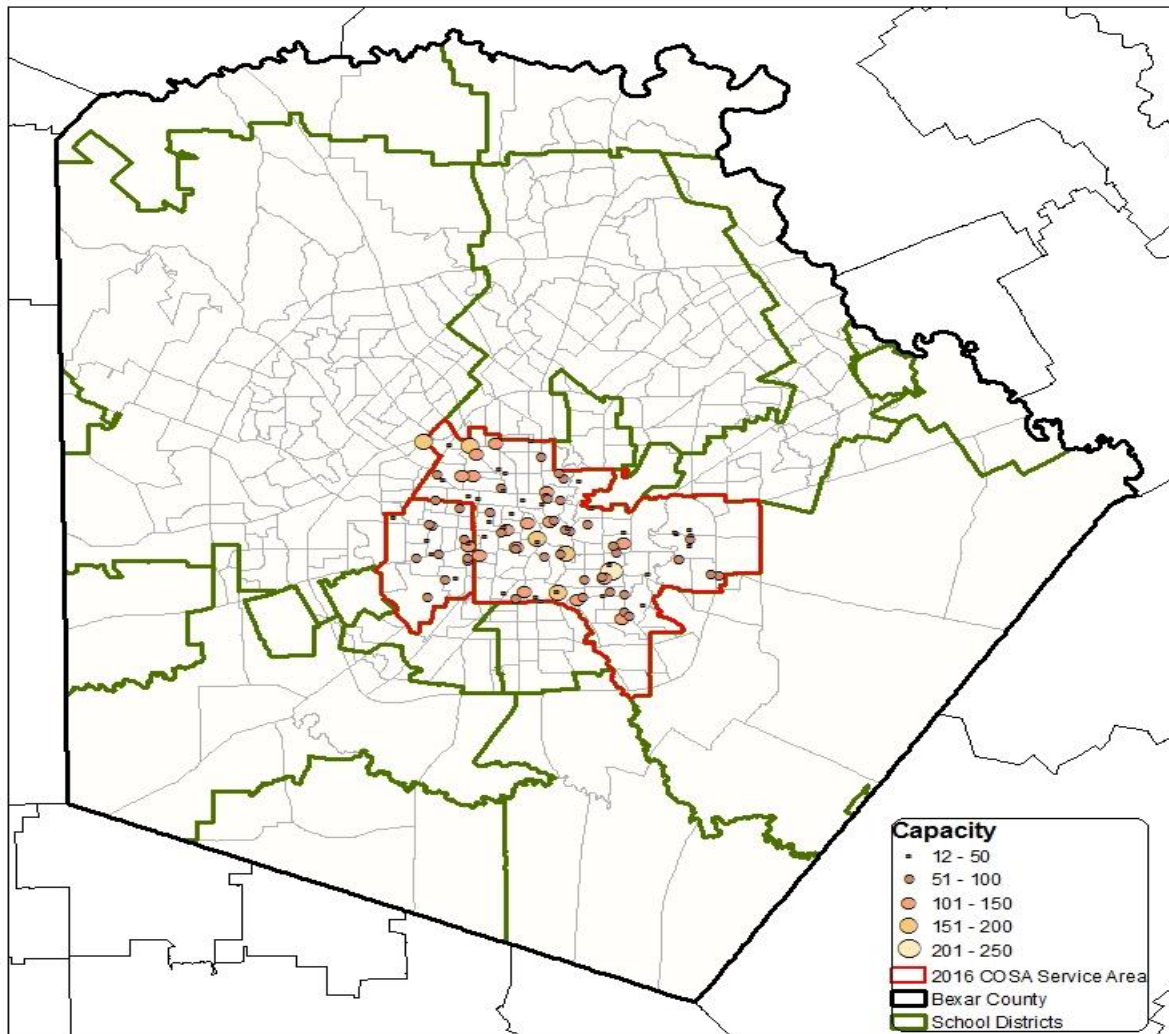 Capacity
12 - 50
51 - 100
101 - 150
151 - 200
201 - 250
2016 COSA Service Area
Bexar County
School Districts